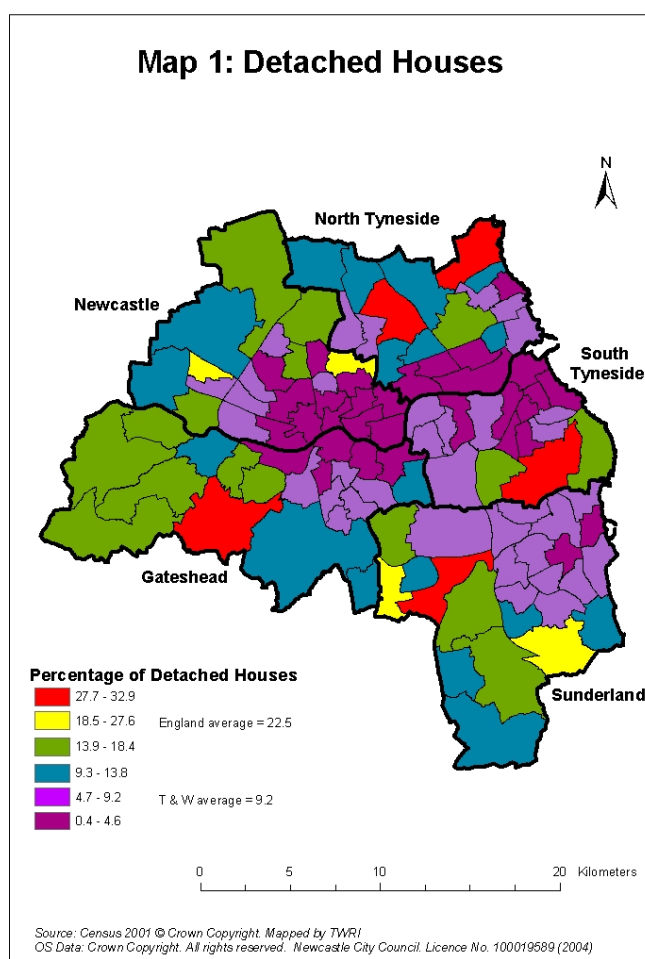 Map 1: Detached Houses
N
North Tyneside
Newcastle
South
Tyneside
Gateshead
Sunderland
Percentage of Detached Houses
27.7 - 32.9
18.5 - 27.6 England average = 22.5
13.9 - 18.4
9.3 - 13.8
4.7 - 9.2 T & W average = 9.2
0.4 - 4.6
0 5 10 20 Kilometers
Source: Census 2001 © Crown Copyright. Mapped by TWRI
OS Data: Crown Copyright. All rights reserved. Newcastle City Council. Licence No. 100019589 (2004)